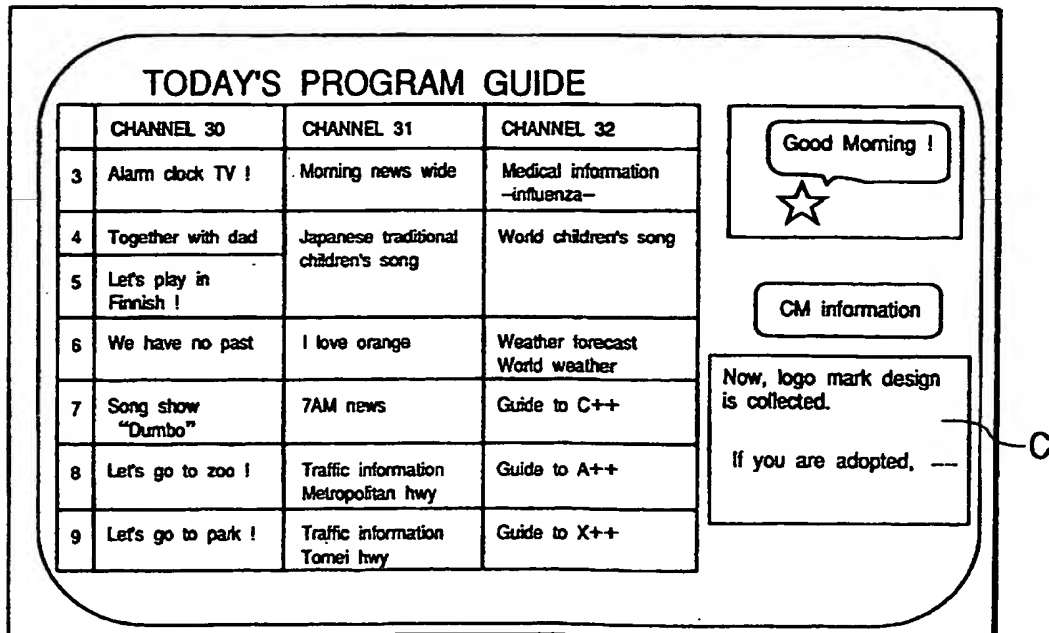 TODAY'S PROGRAM GUIDE
CHANNEL 30 CHANNEL 31 CHANNEL 32
3 Alarm clock TV ! Morning news wide Medical information
–influenza–
4 Together with dad Japanese traditional World children's song
children's song
5 Let's play in
Finnish !
6 We have no past I love orange Weather forecast
World weather
7 Song show 7AM news Guide to C++
"Dumbo"
8 Let's go to zoo ! Traffic information Guide to A++
Metropolitan hwy
9 Let's go to park ! Traffic information Guide to X++
Tomei hwy
Good Morning !
CM information
Now, logo mark design
is collected.
If you are adopted, ––
C